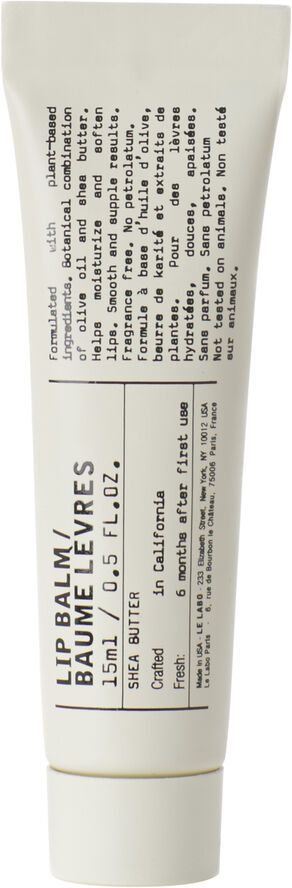 Formulated with plant-based
ingredients. Botanical combination
of olive oil and shea butter.
Helps moisturize and soften
lips. Smooth and supple results.
Fragrance free. No petrolatum.
Formule à base d'huile d'olive,
beurre de karité et extraits de
plantes. Pour des lèvres
hydratées, douces, apaisées.
Sans parfum. Sans petrolatum
Not tested on animals. Non testé
sur animaux.
LIP BALM/
BAUME LÈVRES
15ml / 0.5 FL.OZ.
SHEA BUTTER
Crafted in California
Fresh: 6 months after first use
Made in USA - LE LABO - 233 Elizabeth Street, New York, NY 10012 USA
Le Labo Paris - 6, rue de Bourbon le Château, 75006 Paris, France